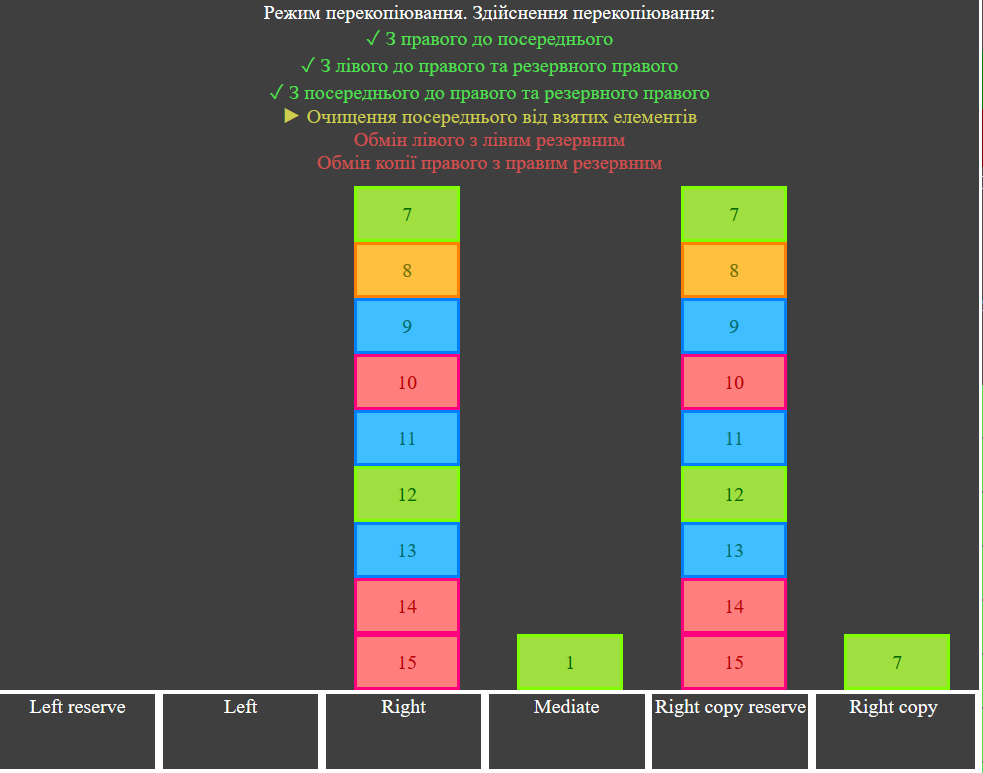 Режим перекопіювання. Здійснення перекопіювання:
✓ З правого до посереднього
✓ З лівого до правого та резервного правого
✓ З посереднього до правого та резервного правого
► Очищення посереднього від взятих елементів
Обмін лівого з лівим резервним
Обмін копії правого з правим резервним
7 7
8 8
9 9
10 10
11 11
12 12
13 13
14 14
15 1 15 7
Left reserve Left Right Mediate Right copy reserve Right copy